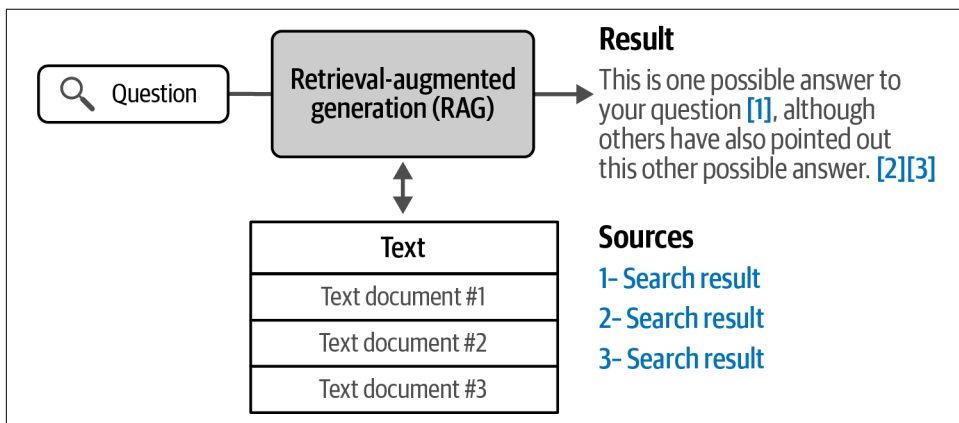 Question
Retrieval-augmented
generation (RAG)
Result
This is one possible answer to
your question [1], although
others have also pointed out
this other possible answer. [2][3]
Text
Text document #1
Text document #2
Text document #3
Sources
1– Search result
2– Search result
3– Search result